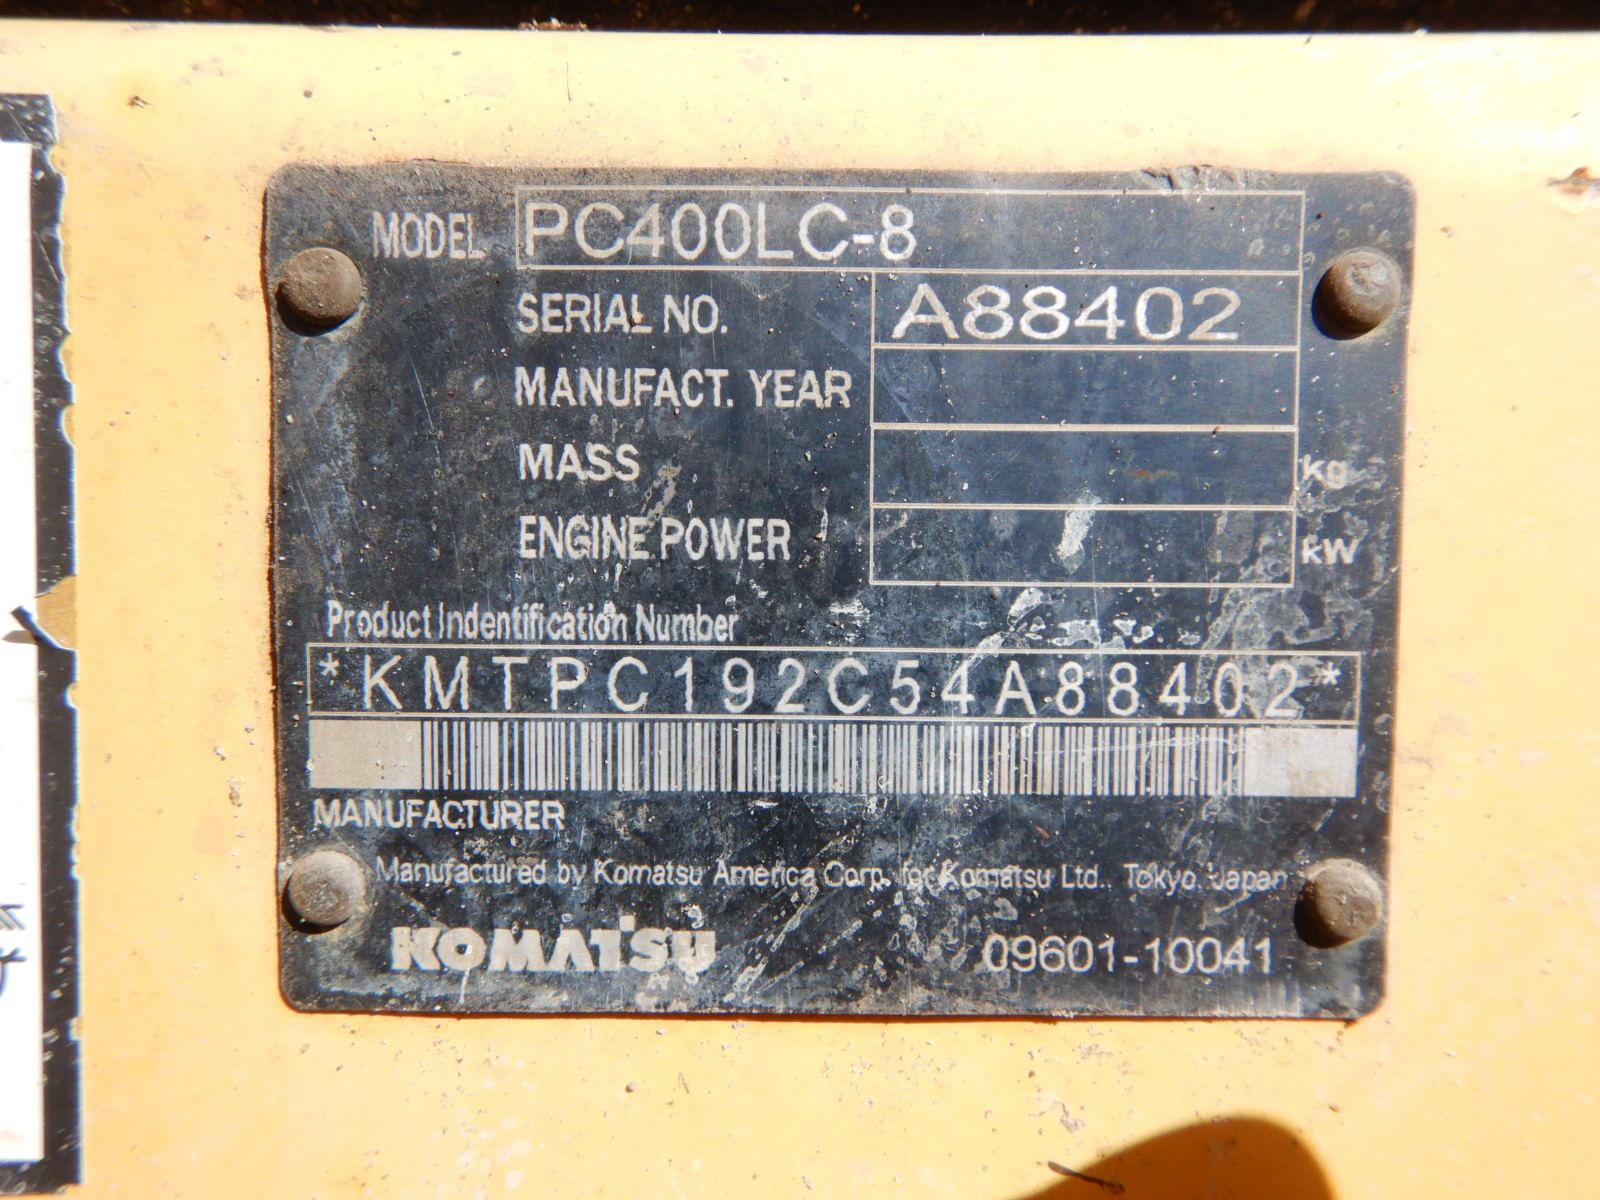 MODEL PC400LC-8
SERIAL NO. A88402
MANUFACT. YEAR
MASS kg
ENGINE POWER kW
Product Indentification Number
*KMTPC192C54A88402*
MANUFACTURER
Manufactured by Komatsu America Corp. for Komatsu Ltd., Tokyo, Japan
KOMATSU 09601-10041